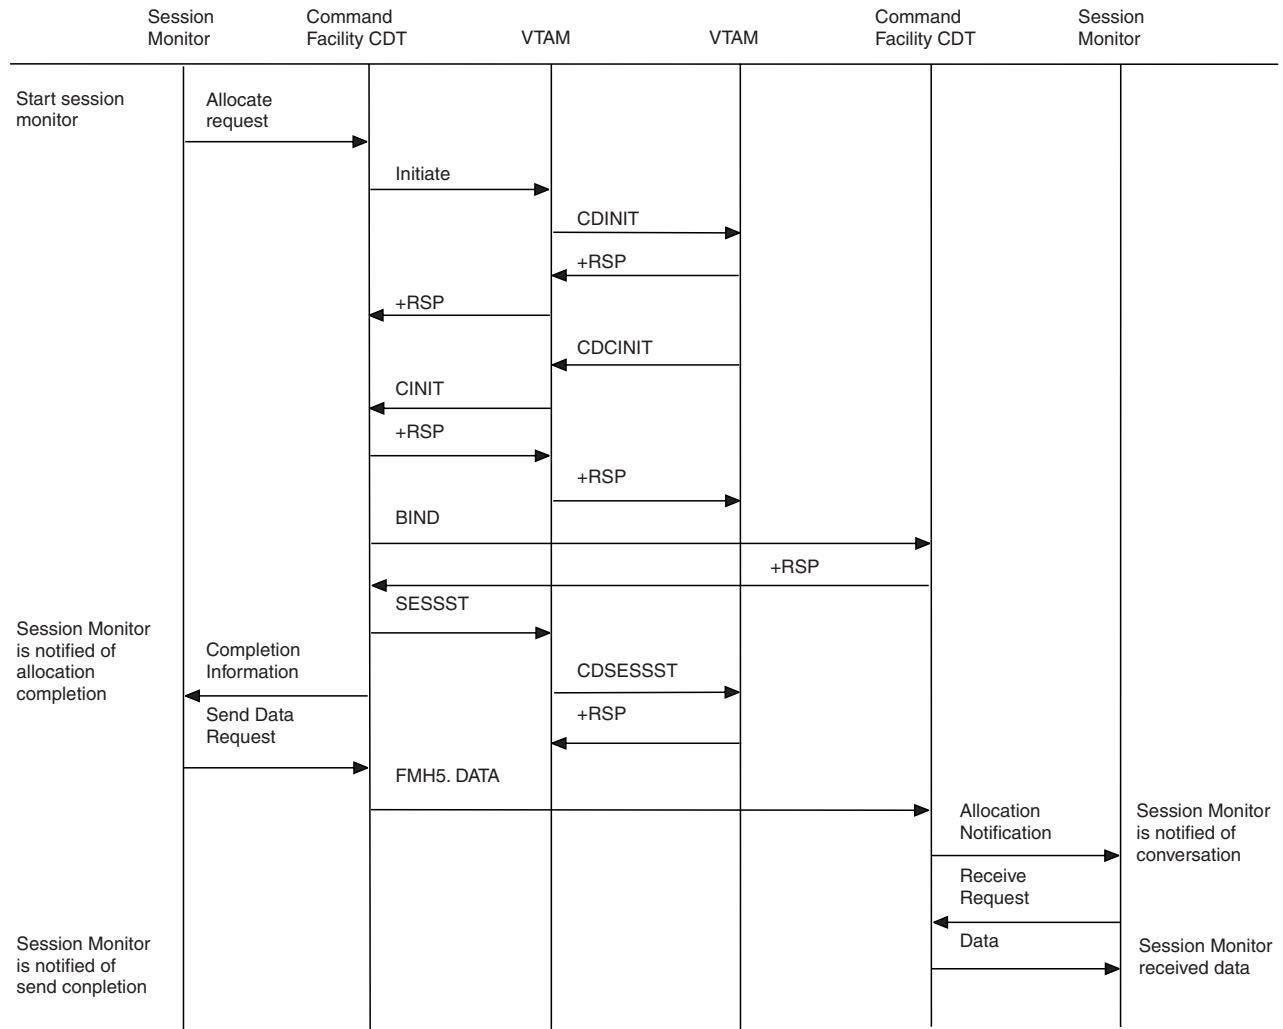 Session
Monitor
Command
Facility CDT
VTAM
VTAM
Command
Facility CDT
Session
Monitor
Start session
monitor
Allocate
request
Initiate
CDINIT
+RSP
+RSP
CDCINIT
CINIT
+RSP
+RSP
BIND
+RSP
SESSST
Session Monitor
is notified of
allocation
completion
Completion
Information
CDSESSST
Send Data
Request
+RSP
FMH5. DATA
Allocation
Notification
Session Monitor
is notified of
conversation
Receive
Request
Session Monitor
is notified of
send conpletion
Data
Session Monitor
received data